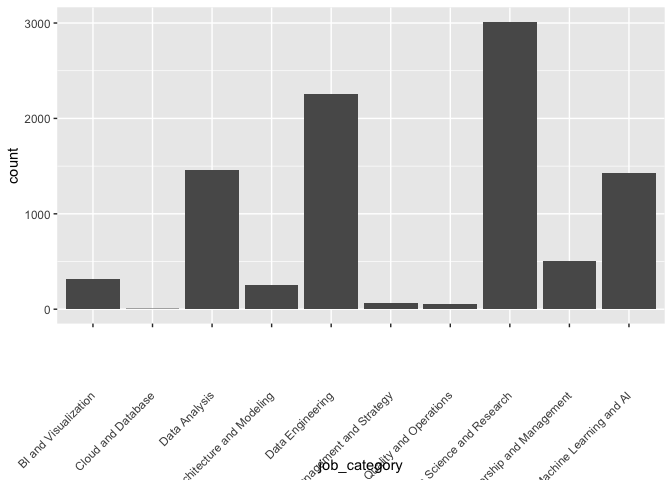 3000
2000
1000
0
count
BI and Visualization
Cloud and Database
Data Analysis
chitecture and Modeling
Data Engineering
nagement and Strategy
Quality and Operations
Science and Research
ership and Management
Machine Learning and AI
job_category